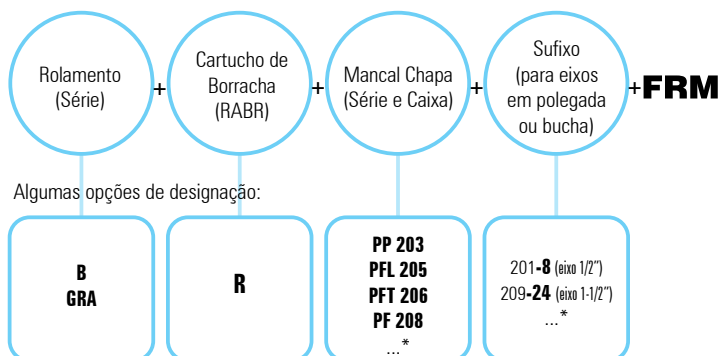 Rolamento
(Série)
+
Cartucho de
Borracha
(RABR)
+
Mancal Chapa
(Série e Caixa)
+
Sufixo
(para eixos
em polegada
ou bucha)
+FRM
Algumas opções de designação:
B
GRA
R
PP 203
PFL 205
PFT 206
PF 208
...*
201-8 (eixo 1/2")
209-24 (eixo 1-1/2")
...*